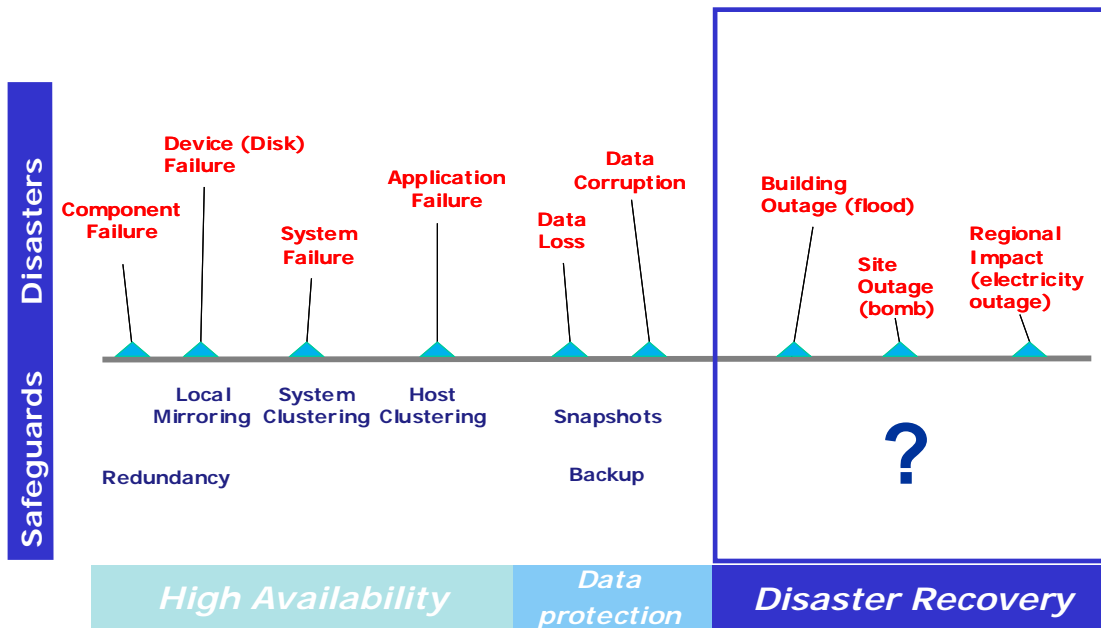 Disasters
Safeguards
Component
Failure
Device (Disk)
Failure
System
Failure
Application
Failure
Data
Loss
Data
Corruption
Building
Outage (flood)
Site
Outage
(bomb)
Regional
Impact
(electricity
outage)
Local
Mirroring
System
Clustering
Host
Clustering
Snapshots
?
Redundancy
Backup
High Availability
Data
protection
Disaster Recovery